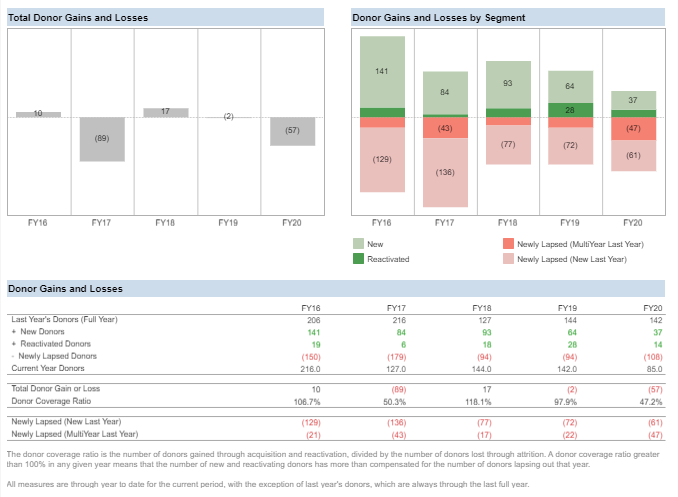 Total Donor Gains and Losses
10
(89)
17
(2)
(57)
FY16 FY17 FY18 FY19 FY20
Donor Gains and Losses by Segment
141
84
93
64
37
28
(43)
(47)
(129)
(136)
(77)
(72)
(61)
FY16 FY17 FY18 FY19 FY20
New
Newly Lapsed (MultiYear Last Year)
Reactivated
Newly Lapsed (New Last Year)
Donor Gains and Losses
FY16 FY17 FY18 FY19 FY20
Last Year's Donors (Full Year) 206 216 127 144 142
+ New Donors 141 84 93 64 37
+ Reactivated Donors 19 6 18 28 14
- Newly Lapsed Donors (150) (179) (94) (94) (108)
Current Year Donors 216.0 127.0 144.0 142.0 85.0
Total Donor Gain or Loss 10 (89) 17 (2) (57)
Donor Coverage Ratio 106.7% 50.3% 118.1% 97.9% 47.2%
Newly Lapsed (New Last Year) (129) (136) (77) (72) (61)
Newly Lapsed (MultiYear Last Year) (21) (43) (17) (22) (47)
The donor coverage ratio is the number of donors gained through acquisition and reactivation, divided by the number of donors lost through attrition. A donor coverage ratio greater
than 100% in any given year means that the number of new and reactivating donors has more than compensated for the number of donors lapsing out that year.
All measures are through year to date for the current period, with the exception of last year's donors, which are always through the last full year.